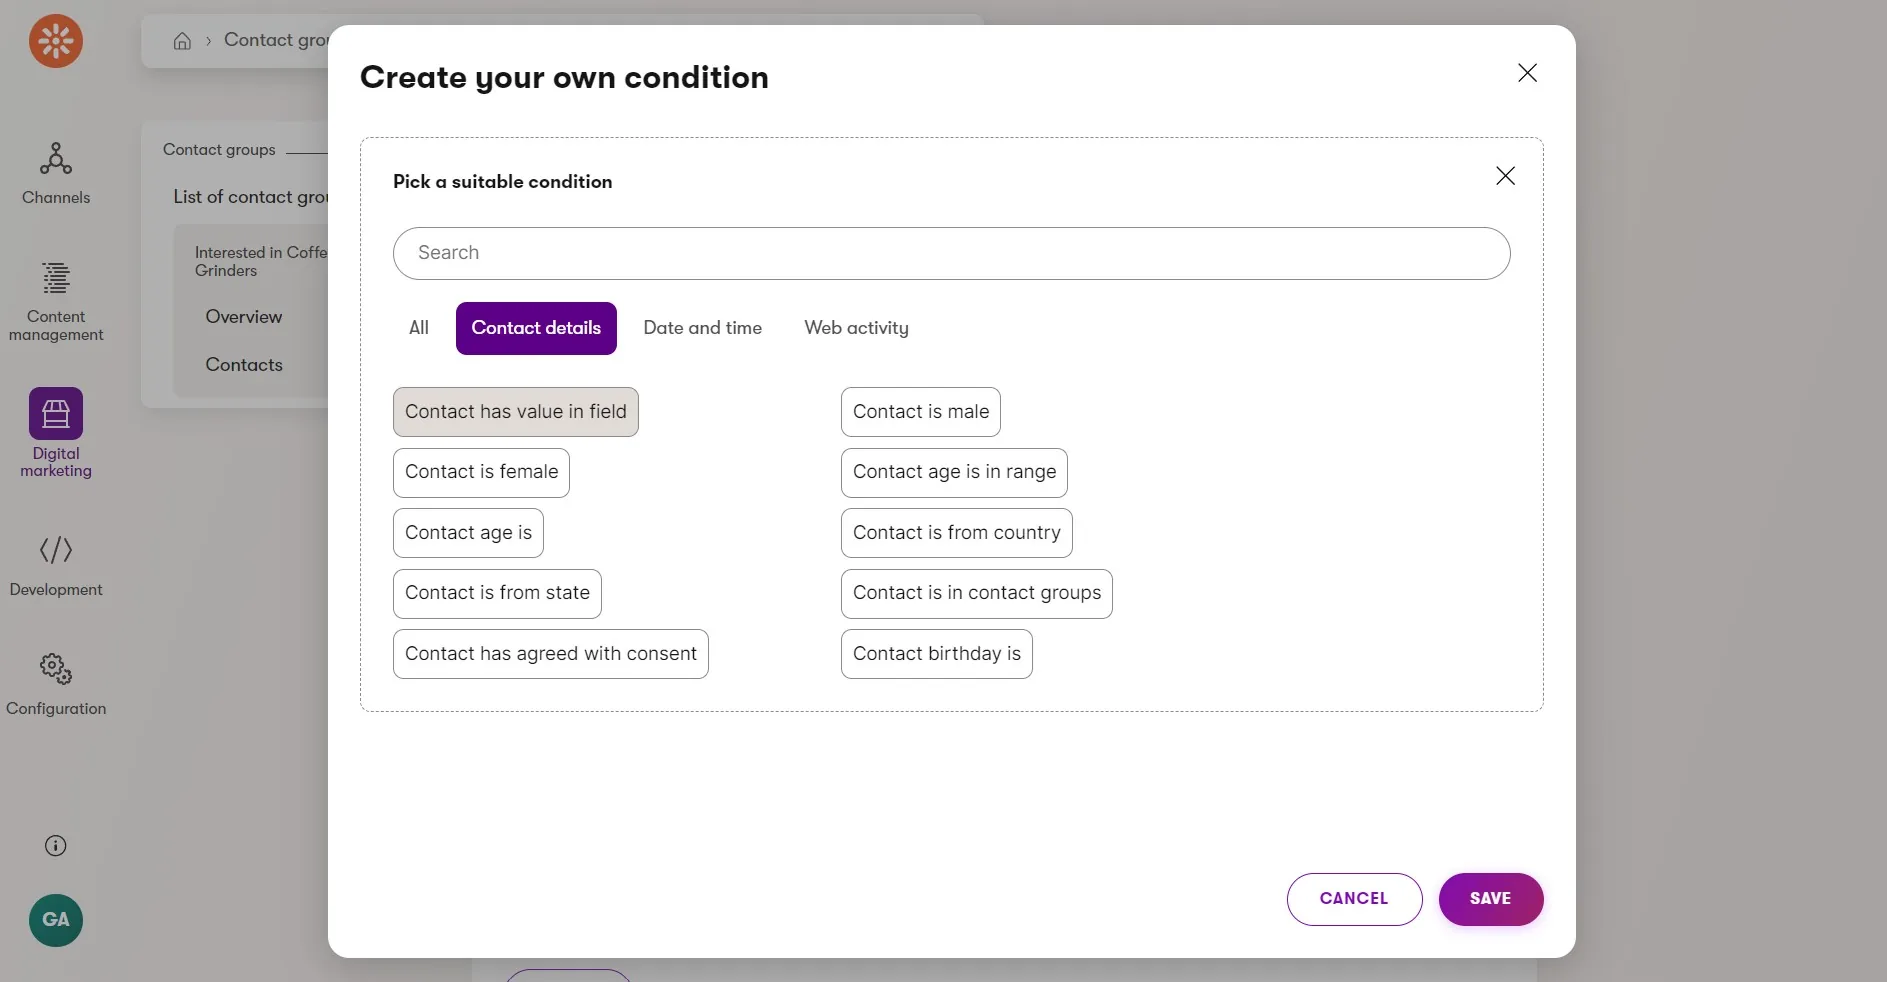 Contact
Create your own condition
Channels
Content
management
Digital
marketing
Development
Configuration
GA
Contact groups
List of contact
Interested in
Grinders
Overview
Contacts
Pick a suitable condition
Search
All
Contact details
Date and time
Web activity
Contact has value in field
Contact is male
Contact is female
Contact age is in range
Contact age is
Contact is from country
Contact is from state
Contact is in contact groups
Contact has agreed with consent
Contact birthday is
CANCEL
SAVE